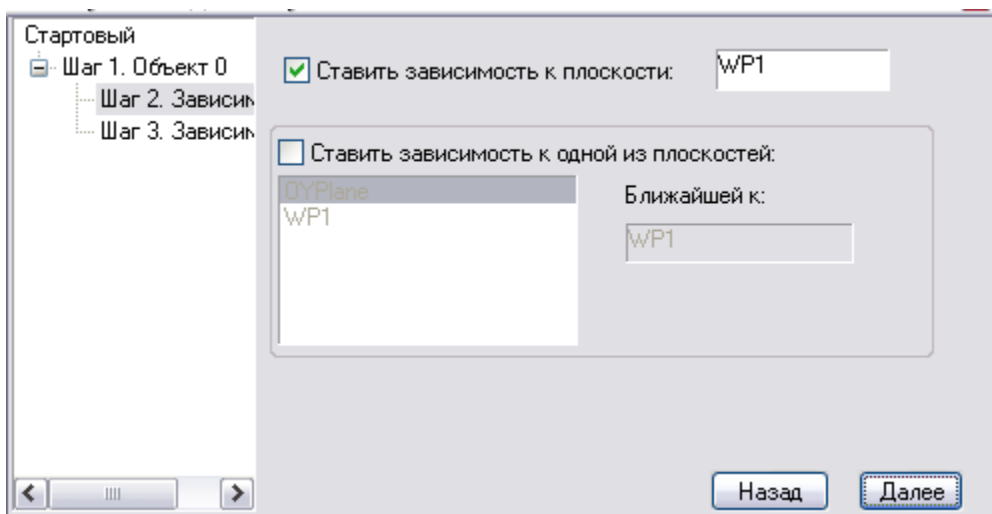 Стартовый
Шаг 1. Объект 0
Шаг 2. Зависим
Шаг 3. Зависим
Ставить зависимость к плоскости:
WP1
Ставить зависимость к одной из плоскостей:
OYPlane
WP1
Ближайшей к:
WP1
Назад
Далее